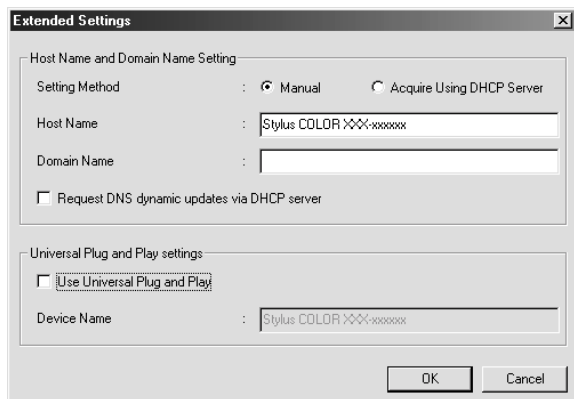 Extended Settings
Host Name and Domain Name Setting
Setting Method : Manual Acquire Using DHCP Server
Host Name : Stylus COLOR XXX-xxxxxx
Domain Name :
Request DNS dynamic updates via DHCP server
Universal Plug and Play settings
Use Universal Plug and Play
Device Name : Stylus COLOR XXX-xxxxxx
OK Cancel